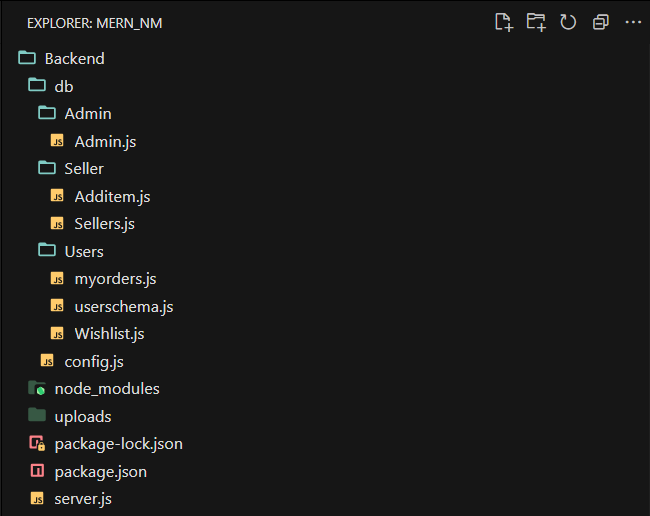 EXPLORER: MERN_NM
Backend
db
Admin
JS Admin.js
Seller
JS Additem.js
JS Sellers.js
Users
JS myorders.js
JS userschema.js
JS Wishlist.js
JS config.js
node_modules
uploads
package-lock.json
package.json
JS server.js